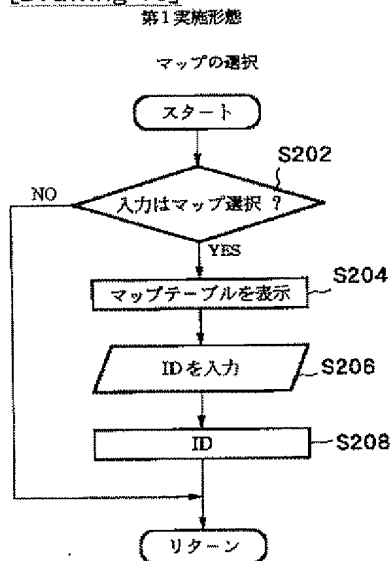 第1実施形態
マップの選択
スタート
S202
入力はマップ選択 ?
NO
YES
マップテーブルを表示
S204
IDを入力
S206
ID
S208
リターン